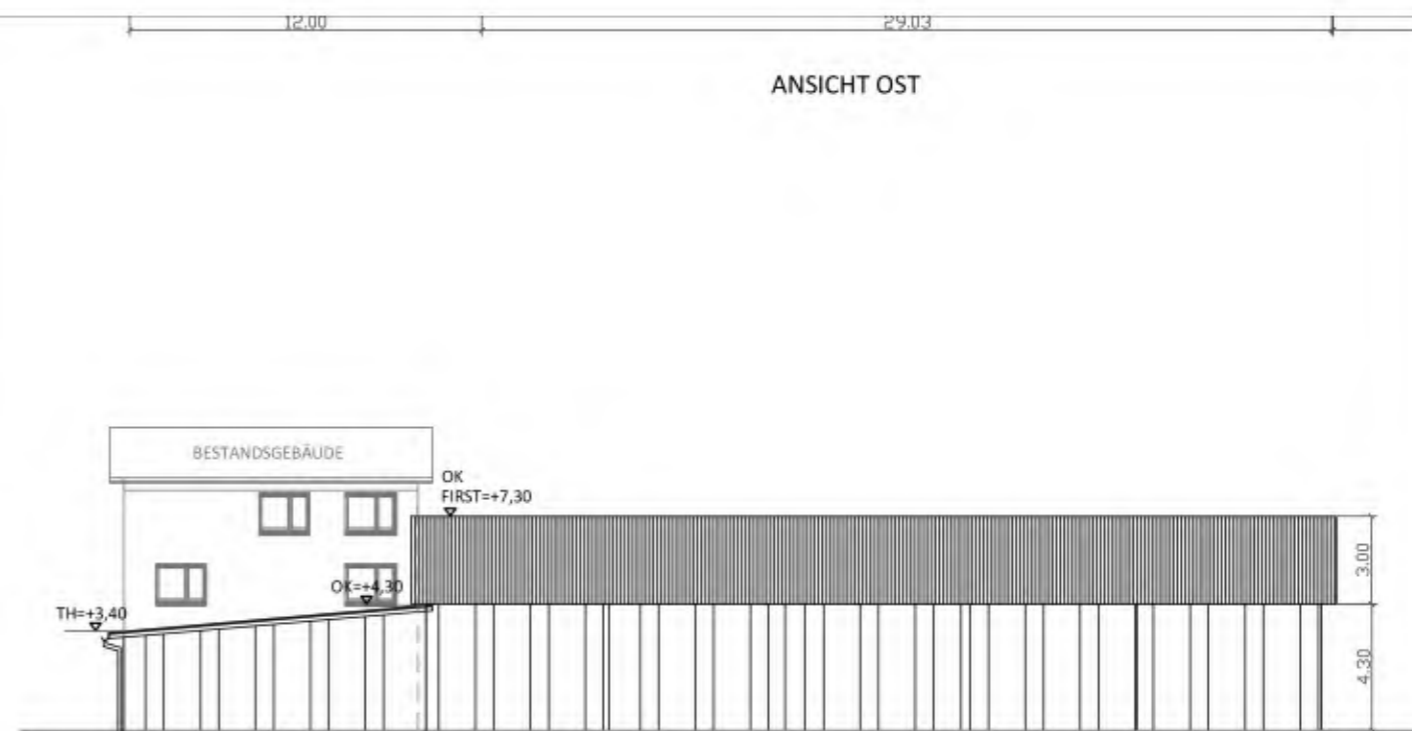 12.00
29.03
ANSICHT OST
BESTANDSGEBÄUDE
OK
FIRST=+7,30
OK=+4,30
TH=+3,40
3.00
4.30